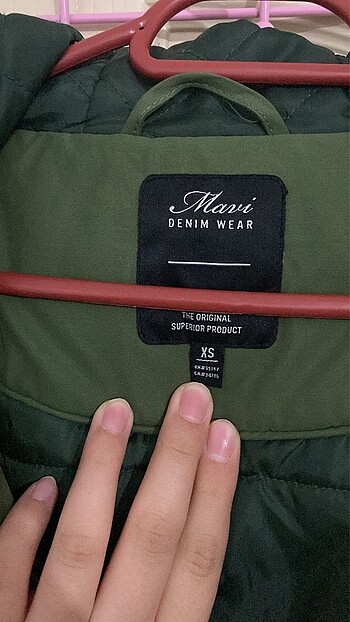 Mavi
DENIM WEAR
THE ORIGINAL
SUPERIOR PRODUCT
XS